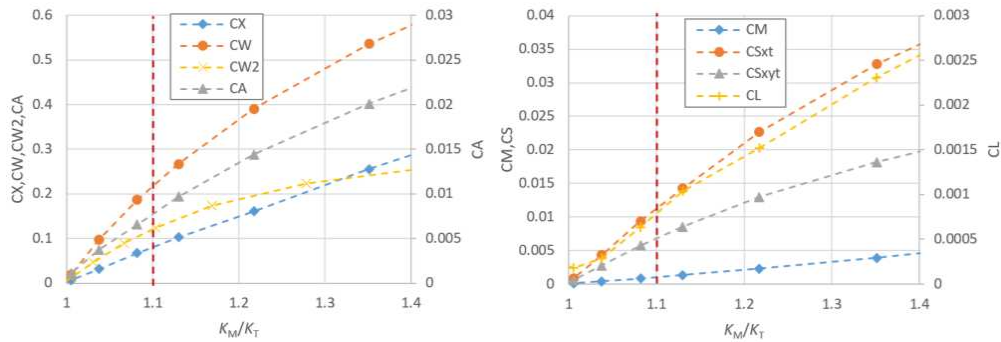 0.6
0.5
0.4
0.3
0.2
0.1
0
CX,CW,CW2,CA
CX
CW
CW2
CA
0.03
0.025
0.02
0.015
0.01
0.005
0
CA
1 1.1 1.2 1.3 1.4
KM/KT
0.04
0.035
0.03
0.025
0.02
0.015
0.01
0.005
0
CM,CS
CM
CSxt
CSxyt
CL
0.003
0.0025
0.002
0.0015
0.001
0.0005
0
CL
1 1.1 1.2 1.3 1.4
KM/KT